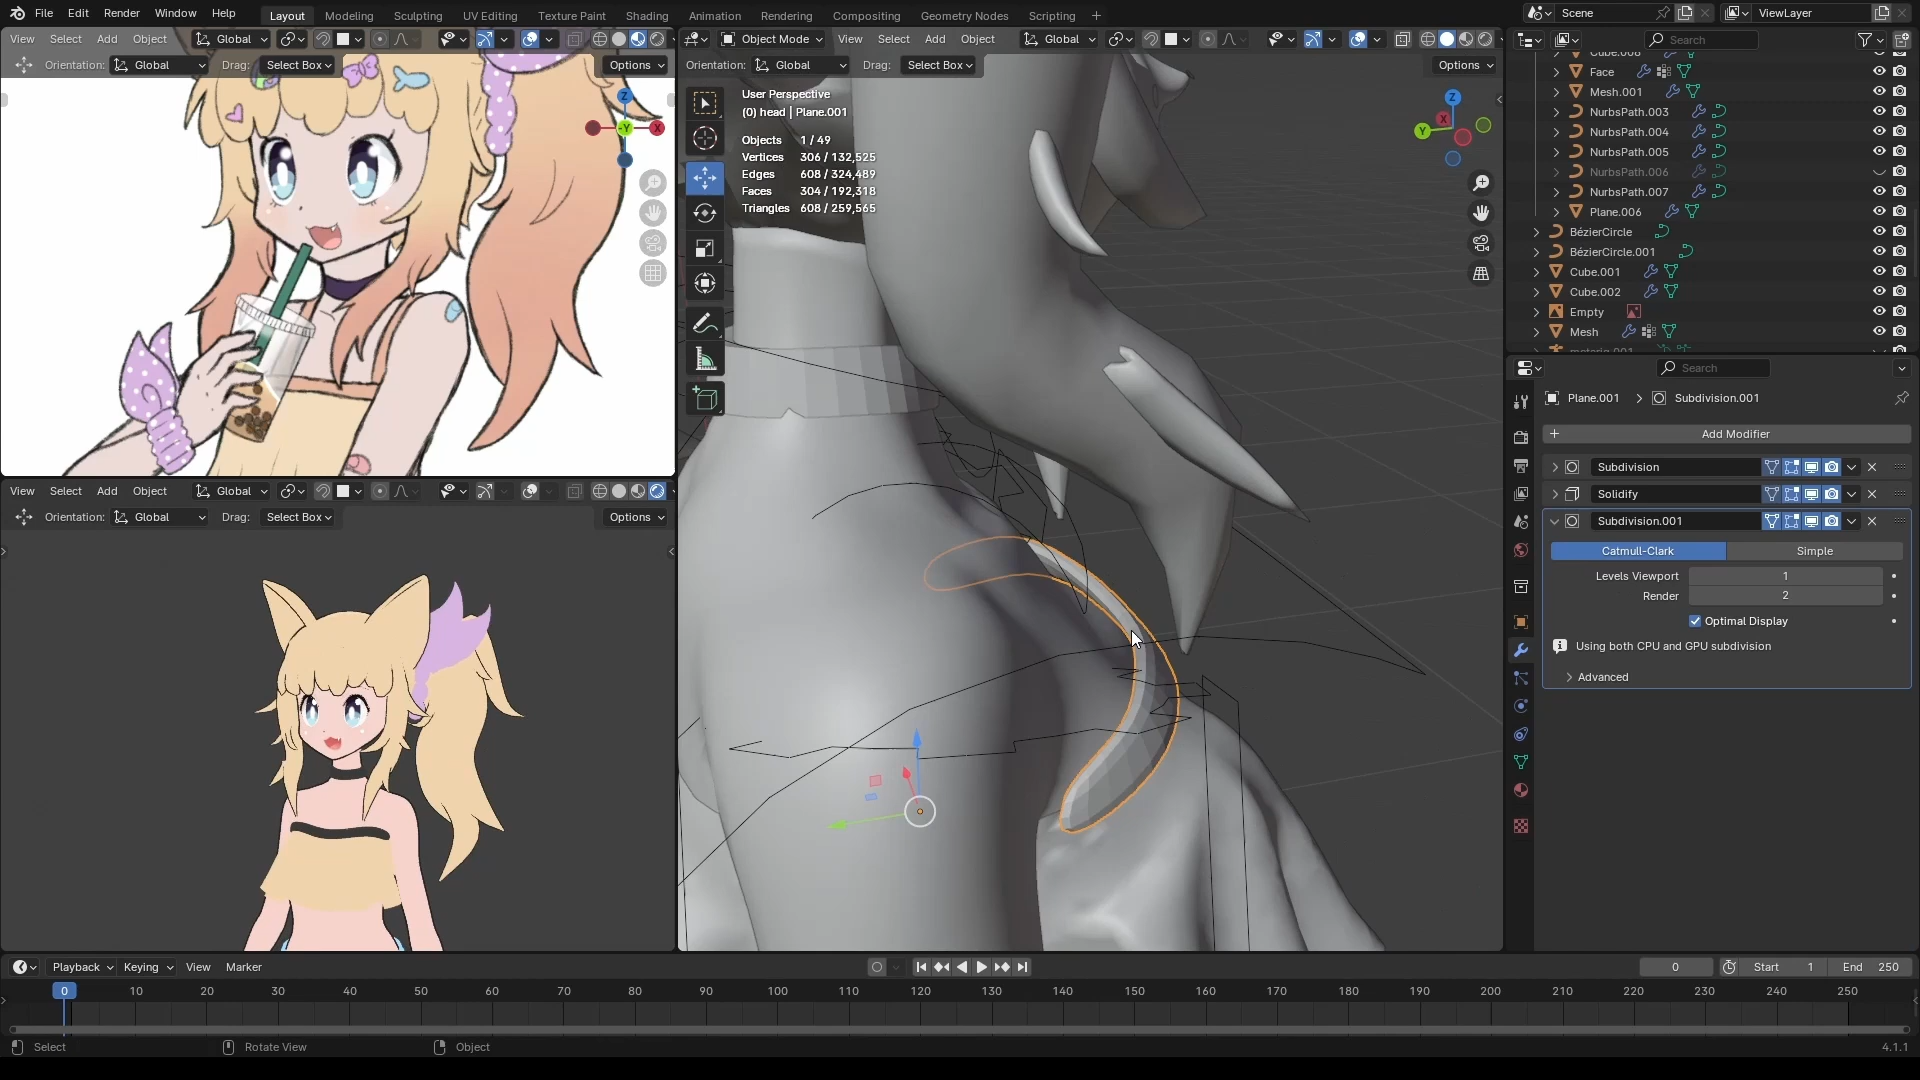 File Edit Render Window Help
Layout Modeling Sculpting UV Editing Texture Paint Shading Animation Rendering Compositing Geometry Nodes Scripting +
Scene ViewLayer
View Select Add Object Global
Orientation: Global Drag: Select Box Options
Z
-Y X
View Select Add Object Global
Orientation: Global Drag: Select Box Options
Object Mode View Select Add Object Global
Orientation: Global Drag: Select Box Options
User Perspective
(0) head | Plane.001
Objects 1 / 49
Vertices 306 / 132,525
Edges 608 / 324,489
Faces 304 / 192,318
Triangles 608 / 259,565
Z
X
Y
Search
Cube.008
Face
Mesh.001
NurbsPath.003
NurbsPath.004
NurbsPath.005
NurbsPath.006
NurbsPath.007
Plane.006
BézierCircle
BézierCircle.001
Cube.001
Cube.002
Empty
Mesh
Search
Plane.001 > Subdivision.001
+ Add Modifier
Subdivision
Solidify
Subdivision.001
Catmull-Clark Simple
Levels Viewport 1
Render 2
Optimal Display
Using both CPU and GPU subdivision
Advanced
Playback Keying View Marker
0 Start 1 End 250
0 10 20 30 40 50 60 70 80 90 100 110 120 130 140 150 160 170 180 190 200 210 220 230 240 250
Select Rotate View Object
4.1.1